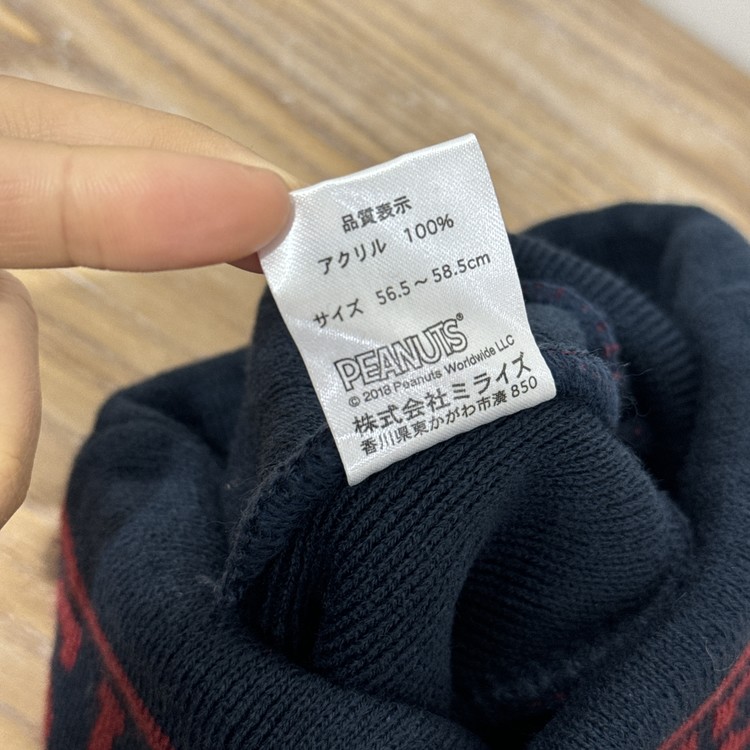 品質表示
アクリル 100%
サイズ 56.5～58.5cm
PEANUTS®
© 2018 Peanuts Worldwide LLC
株式会社ミライズ
香川県東かがわ市湊 850